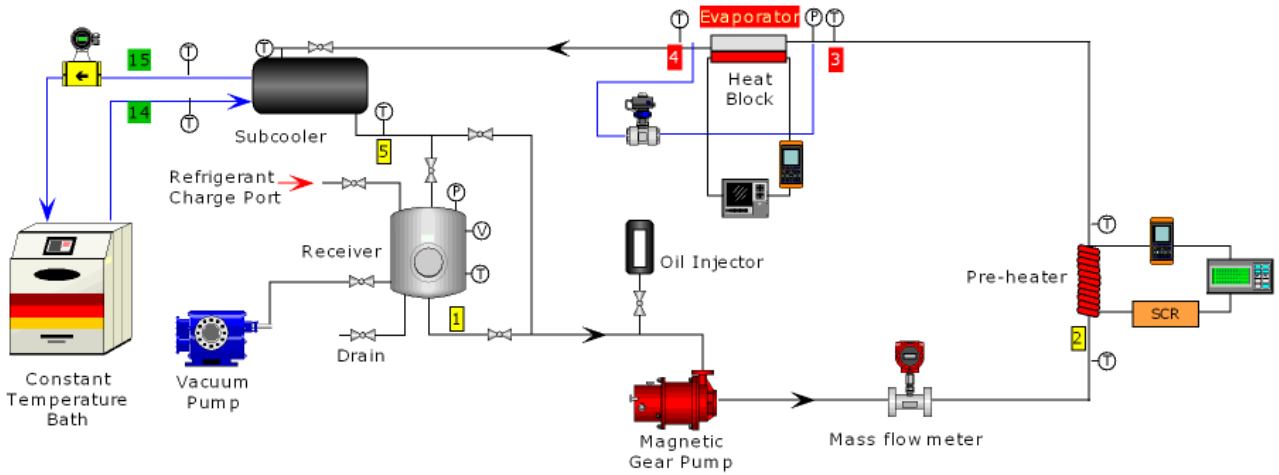 T
Evaporator
P
T
15
T
T
4
3
Heat
Block
14
T
Subcooler
T
5
Refrigerant
Charge Port
P
V
Receiver
T
Oil Injector
T
Pre-heater
SCR
1
2
Drain
T
Constant
Temperature
Bath
Vacuum
Pump
Magnetic
Gear Pump
Mass flow meter